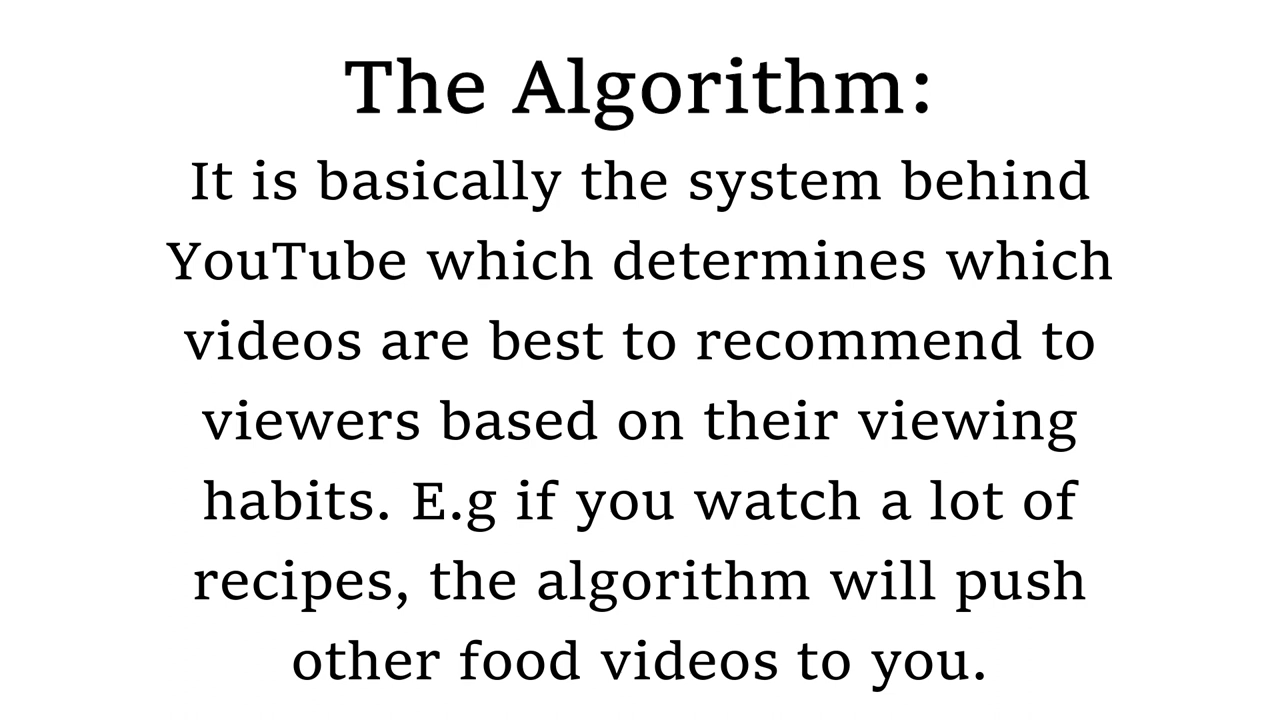 The Algorithm:
It is basically the system behind
YouTube which determines which
videos are best to recommend to
viewers based on their viewing
habits. E.g if you watch a lot of
recipes, the algorithm will push
other food videos to you.